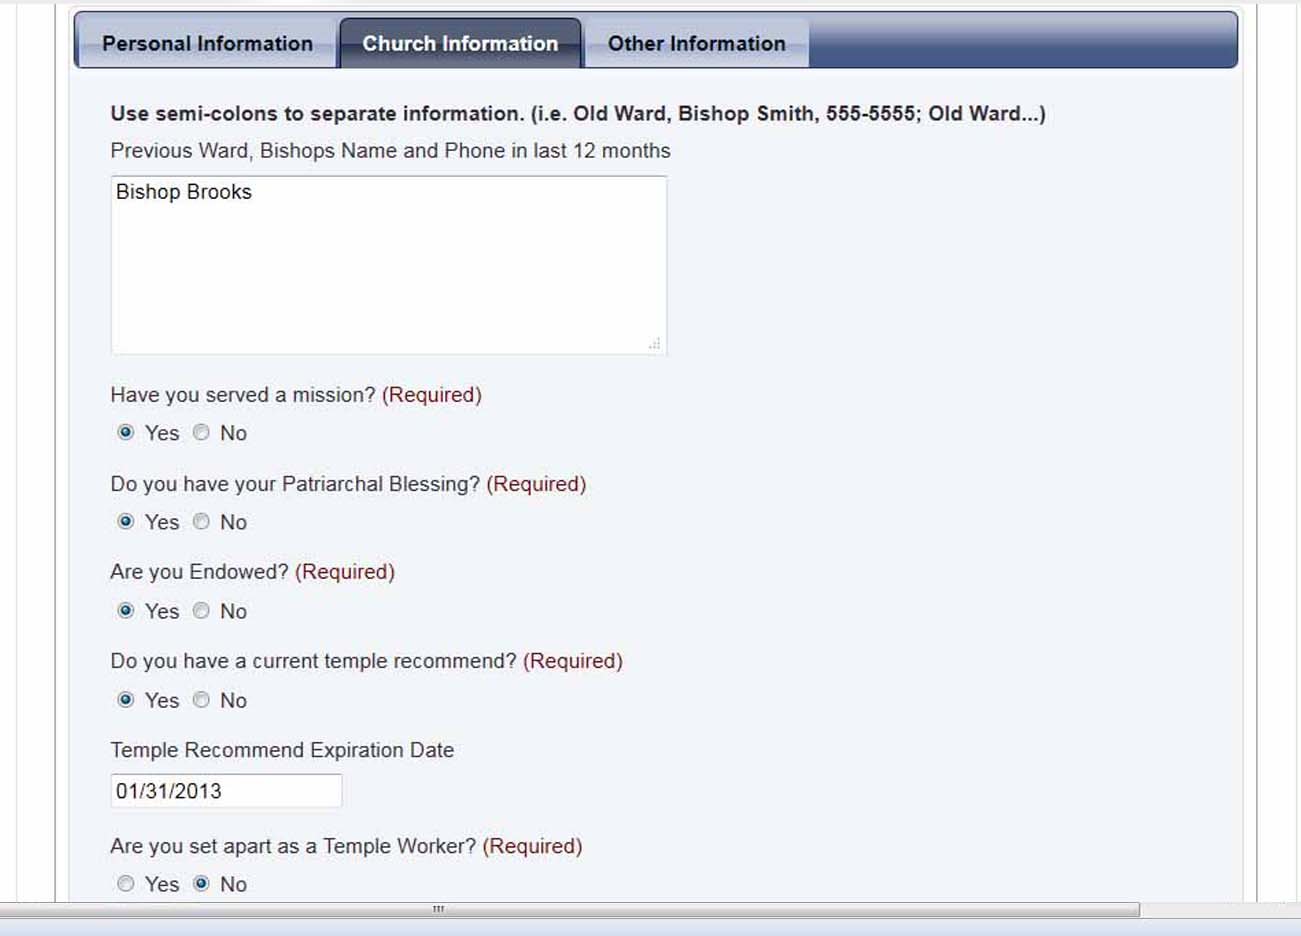 Personal Information Church Information Other Information
Use semi-colons to separate information. (i.e. Old Ward, Bishop Smith, 555-5555; Old Ward...)
Previous Ward, Bishops Name and Phone in last 12 months
Bishop Brooks
Have you served a mission? (Required)
Yes No
Do you have your Patriarchal Blessing? (Required)
Yes No
Are you Endowed? (Required)
Yes No
Do you have a current temple recommend? (Required)
Yes No
Temple Recommend Expiration Date
01/31/2013
Are you set apart as a Temple Worker? (Required)
Yes No